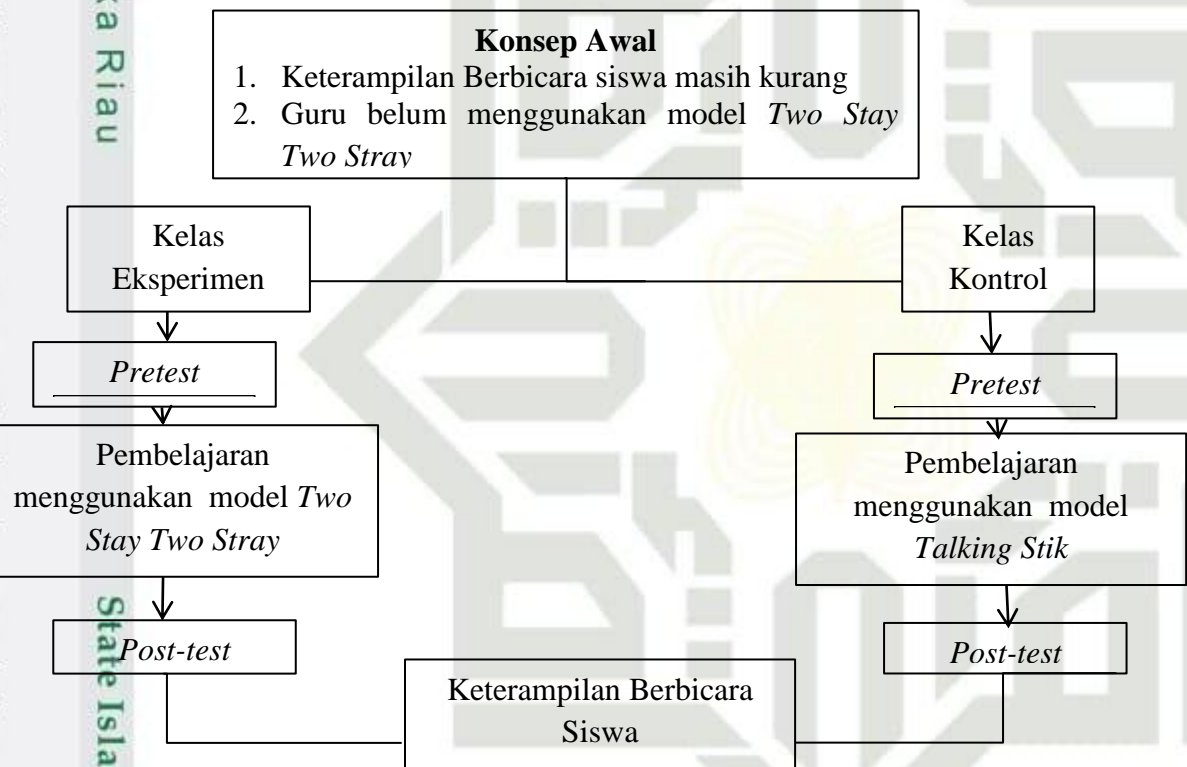 Konsep Awal
1. Keterampilan Berbicara siswa masih kurang
2. Guru belum menggunakan model Two Stay
Two Stray
Kelas
Eksperimen
Kelas
Kontrol
Pretest
Pretest
Pembelajaran
menggunakan model Two
Stay Two Stray
Pembelajaran
menggunakan model
Talking Stik
Post-test
Post-test
Keterampilan Berbicara
Siswa
Riau
State